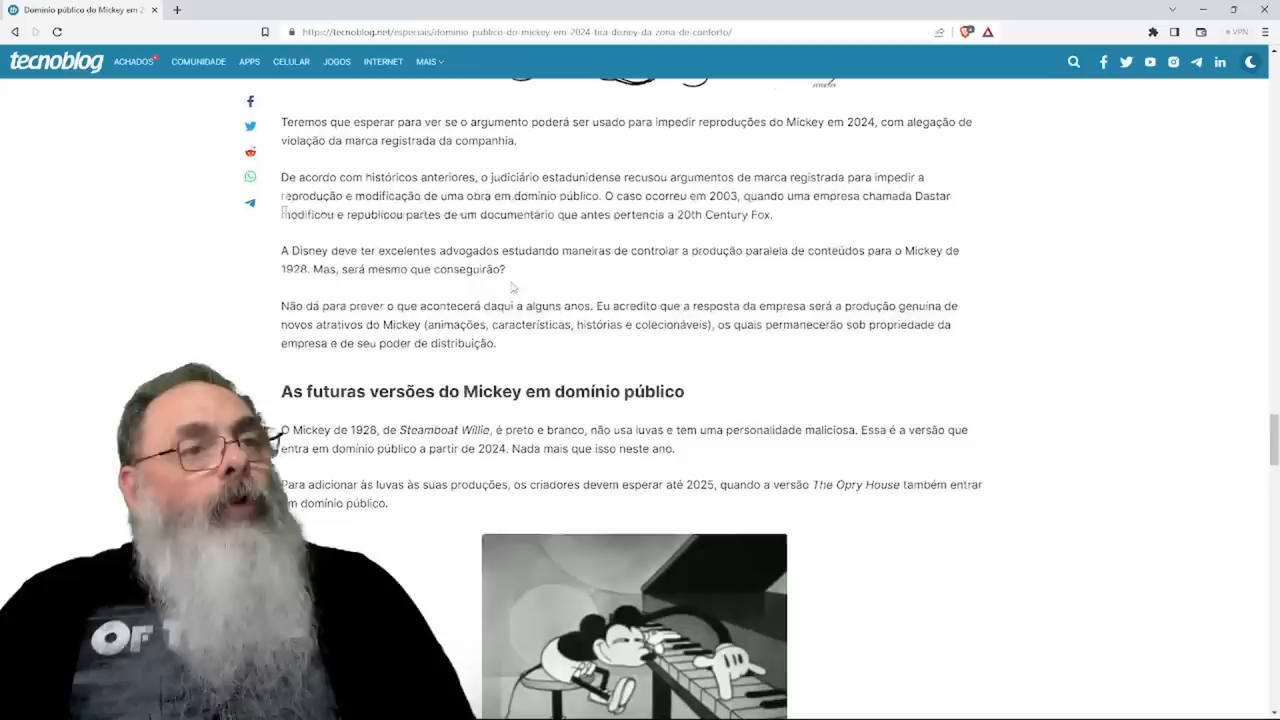 Domínio público do Mickey em 2
https://tecnoblog.net/especiais/dominio-publico-do-mickey-em-2024-tira-disney-da-zona-de-conforto/
VPN
tecnoblog ACHADOS COMUNIDADE APPS CELULAR JOGOS INTERNET MAIS
Teremos que esperar para ver se o argumento poderá ser usado para impedir reproduções do Mickey em 2024, com alegação de
violação da marca registrada da companhia.
De acordo com históricos anteriores, o judiciário estadunidense recusou argumentos de marca registrada para impedir a
reprodução e modificação de uma obra em domínio público. O caso ocorreu em 2003, quando uma empresa chamada Dastar
modificou e republicou partes de um documentário que antes pertencia a 20th Century Fox.
A Disney deve ter excelentes advogados estudando maneiras de controlar a produção paralela de conteúdos para o Mickey de
1928. Mas, será mesmo que conseguirão?
Não dá para prever o que acontecerá daqui a alguns anos. Eu acredito que a resposta da empresa será a produção genuína de
novos atrativos do Mickey (animações, características, histórias e colecionáveis), os quais permanecerão sob propriedade da
empresa e de seu poder de distribuição.
As futuras versões do Mickey em domínio público
O Mickey de 1928, de Steamboat Willie, é preto e branco, não usa luvas e tem uma personalidade maliciosa. Essa é a versão que
entra em domínio público a partir de 2024. Nada mais que isso neste ano.
Para adicionar às luvas às suas produções, os criadores devem esperar até 2025, quando a versão The Opry House também entrar
em domínio público.
OF